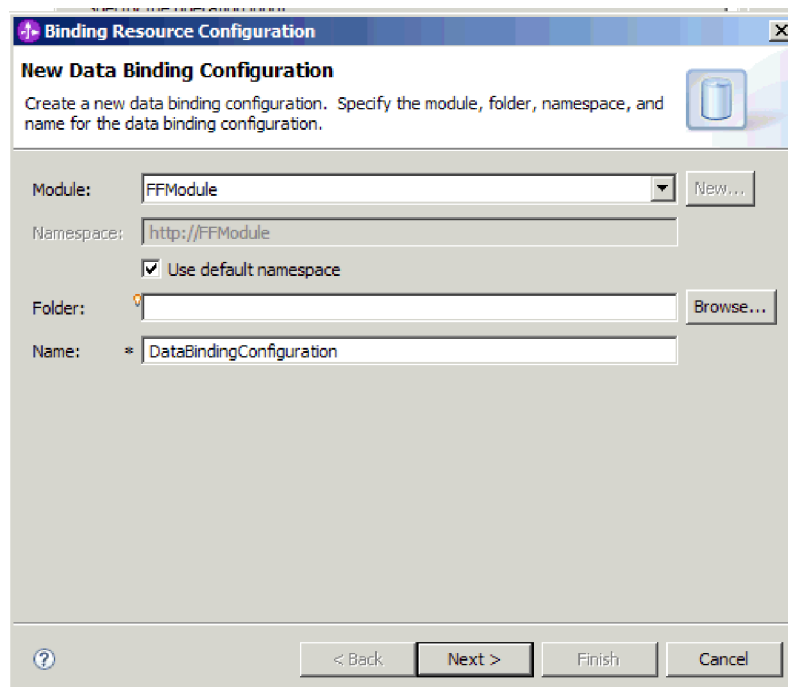 Binding Resource Configuration
New Data Binding Configuration
Create a new data binding configuration. Specify the module, folder, namespace, and
name for the data binding configuration.
Module: FFModule New...
Namespace: http://FFModule
Use default namespace
Folder: Browse...
Name: * DataBindingConfiguration
? < Back Next > Finish Cancel